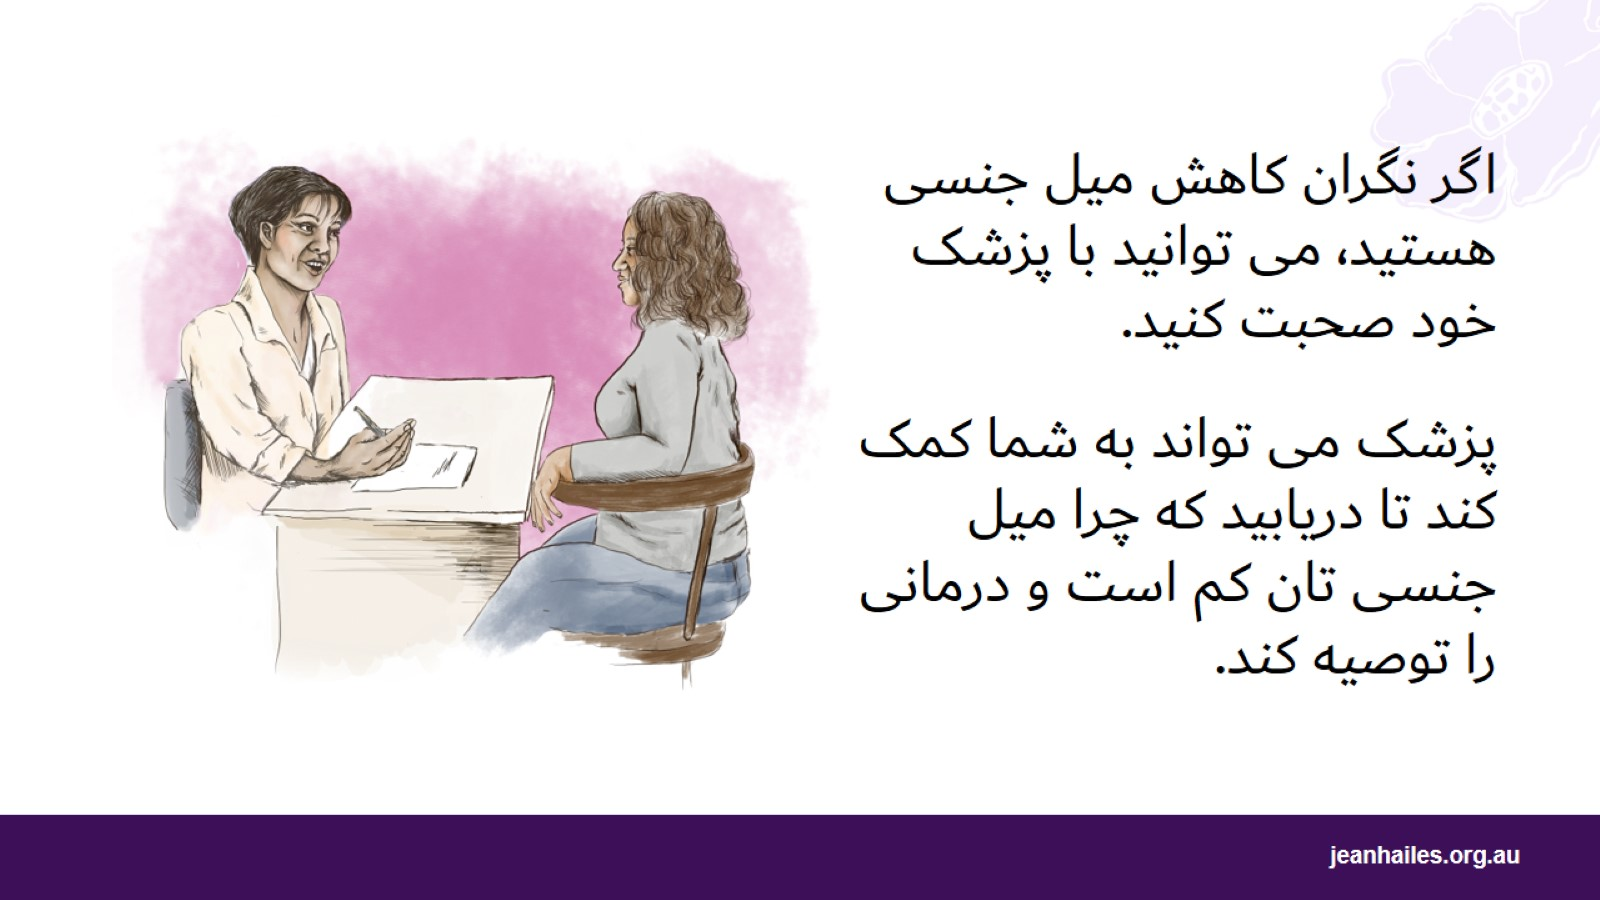 اگر نگران کاهش میل جنسی
هستید، می توانید با پزشک
خود صحبت کنید.
پزشک می تواند به شما کمک
کند تا دریابید که چرا میل
جنسی تان کم است و درمانی
را توصیه کند.
jeanhailes.org.au